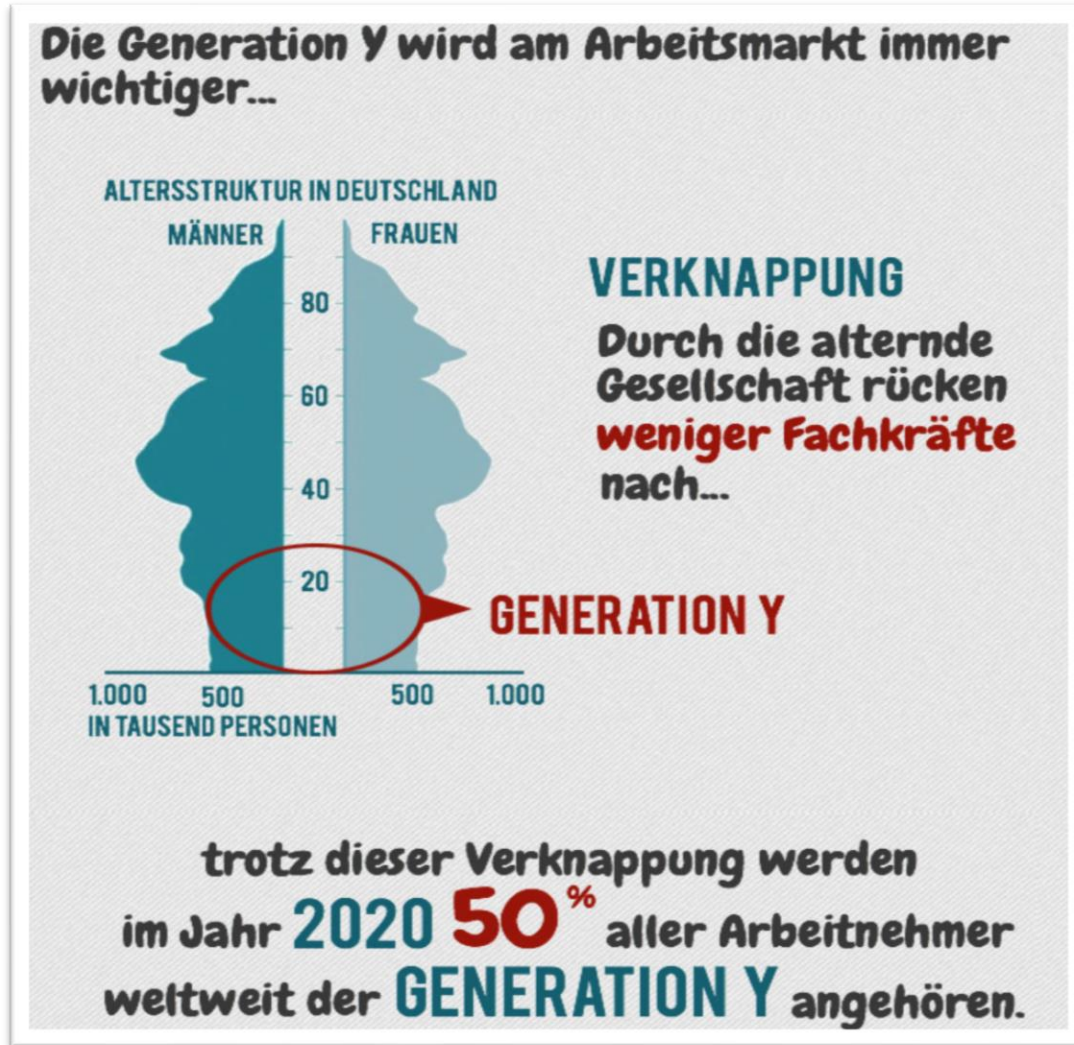 Die Generation Y wird am Arbeitsmarkt immer
wichtiger...
ALTERSSTRUKTUR IN DEUTSCHLAND
MÄNNER
FRAUEN
80
60
40
20
VERKNAPPUNG
Durch die alternde
Gesellschaft rücken
weniger Fachkräfte
nach...
GENERATION Y
1.000 500 500 1.000
IN TAUSEND PERSONEN
trotz dieser Verknappung werden
im Jahr 2020 50% aller Arbeitnehmer
weltweit der GENERATION Y angehören.